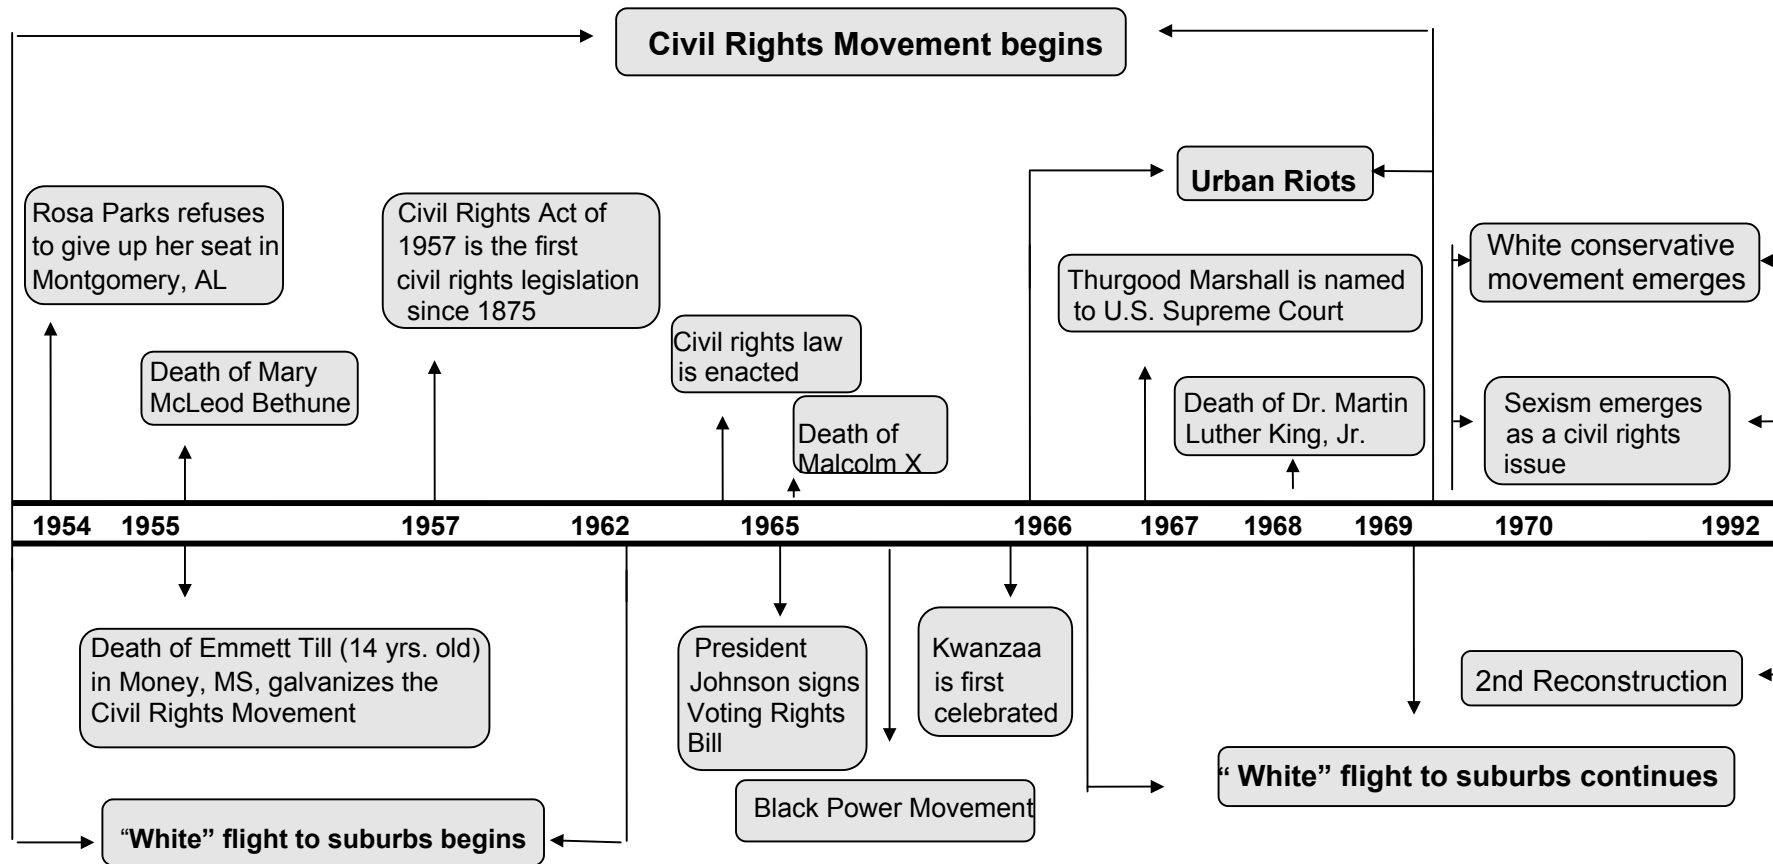 Civil Rights Movement begins
Urban Riots
Rosa Parks refuses
to give up her seat in
Montgomery, AL
Civil Rights Act of
1957 is the first
civil rights legislation
since 1875
White conservative
movement emerges
Thurgood Marshall is named
to U.S. Supreme Court
Civil rights law
is enacted
Death of Mary
McLeod Bethune
Death of Dr. Martin
Luther King, Jr.
Sexism emerges
as a civil rights
issue
Death of
Malcolm X
1954 1955 1957 1962 1965 1966 1967 1968 1969 1970 1992
Death of Emmett Till (14 yrs. old)
in Money, MS, galvanizes the
Civil Rights Movement
President
Johnson signs
Voting Rights
Bill
Kwanzaa
is first
celebrated
2nd Reconstruction
“ White” flight to suburbs continues
Black Power Movement
“White” flight to suburbs begins